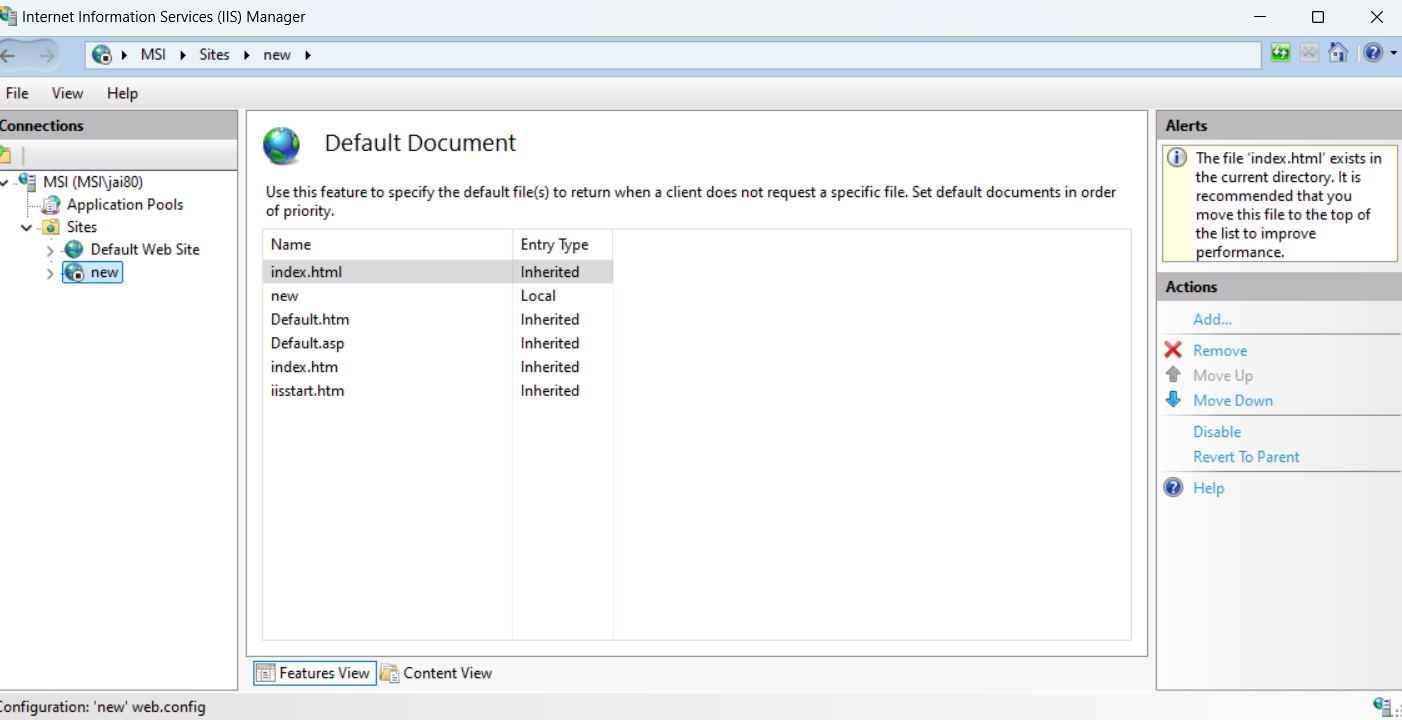 Internet Information Services (IIS) Manager
MSI Sites new
File View Help
Connections
MSI (MSI\jai80)
Application Pools
Sites
Default Web Site
new
Default Document
Use this feature to specify the default file(s) to return when a client does not request a specific file. Set default documents in order
of priority.
Name Entry Type
index.html Inherited
new Local
Default.htm Inherited
Default.asp Inherited
index.htm Inherited
iisstart.htm Inherited
Features View Content View
Alerts
The file 'index.html' exists in
the current directory. It is
recommended that you
move this file to the top of
the list to improve
performance.
Actions
Add...
Remove
Move Up
Move Down
Disable
Revert To Parent
Help
Configuration: 'new' web.config